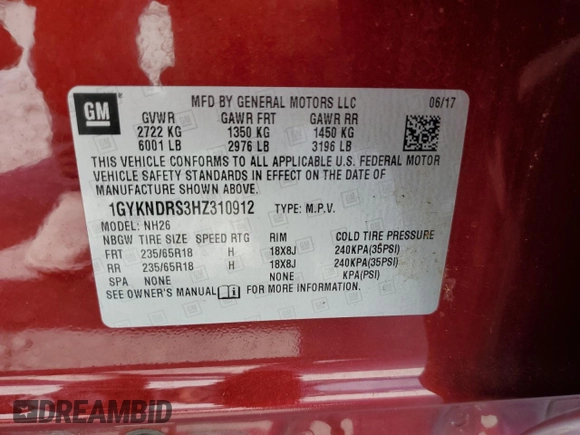 GM
MFD BY GENERAL MOTORS LLC 06/17
GVWR GAWR FRT GAWR RR
2722 KG 1350 KG 1450 KG
6001 LB 2976 LB 3196 LB
THIS VEHICLE CONFORMS TO ALL APPLICABLE U.S. FEDERAL MOTOR
VEHICLE SAFETY STANDARDS IN EFFECT ON THE DATE OF
MANUFACTURE SHOWN ABOVE.
1GYKNDRS3HZ310912 TYPE: M.P.V.
MODEL: NH26
NBGW TIRE SIZE SPEED RTG RIM COLD TIRE PRESSURE
FRT 235/65R18 H 18X8J 240KPA(35PSI)
RR 235/65R18 H 18X8J 240KPA(35PSI)
SPA NONE NONE KPA(PSI)
SEE OWNER'S MANUAL FOR MORE INFORMATION.
DREAMBID